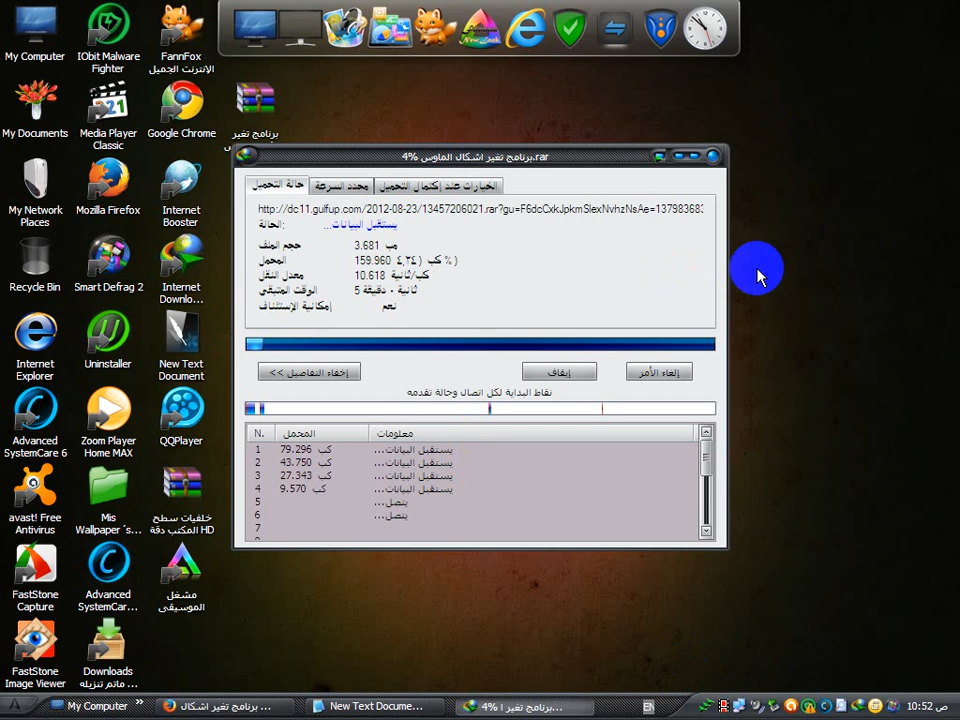 My Computer
IObit Malware
Fighter
FannFox
الإنترنت الجميل
My Documents
Media Player
Classic
Google Chrome
برنامج تغير
My Network
Places
Mozilla Firefox
Internet
Booster
Recycle Bin
Smart Defrag 2
Internet
Downlo...
Internet
Explorer
Uninstaller
New Text
Document
Advanced
SystemCare 6
Zoom Player
Home MAX
QQPlayer
avast! Free
Antivirus
Mis
Wallpaper´s...
خلفيات سطح
المكتب دقة HD
FastStone
Capture
Advanced
SystemCar...
مشغل
الموسيقى
FastStone
Image Viewer
Downloads
ماتم تنزيله ...
NewSeek
4% برنامج تغير اشكال الماوس.rar
حالة التحميل
محدد السرعة
الخيارات عند إكتمال التحميل
http://dc11.gulfup.com/2012-08-23/13457206021.rar?gu=F6dcCxkJpkmSlexNvhzNsAe=137983683
الحالة: يستقبل البيانات...
حجم الملف 3.681 مب
المحمل 159.960 كب ( ٤,٢٤ % )
معدل النقل 10.618 كب/ثانية
الوقت المتبقي 5 دقيقة ٠ ثانية
إمكانية الإستئناف نعم
إخفاء التفاصيل >>
إيقاف
إلغاء الأمر
نقاط البداية لكل اتصال وحالة تقدمه
N. المحمل معلومات
1 79.296 كب يستقبل البيانات...
2 43.750 كب يستقبل البيانات...
3 27.343 كب يستقبل البيانات...
4 9.570 كب يستقبل البيانات...
5 يتصل...
6 يتصل...
7
My Computer »
برنامج تغير اشكال ...
New Text Docume...
4% برنامج تغير ا...
EN
10:52 ص